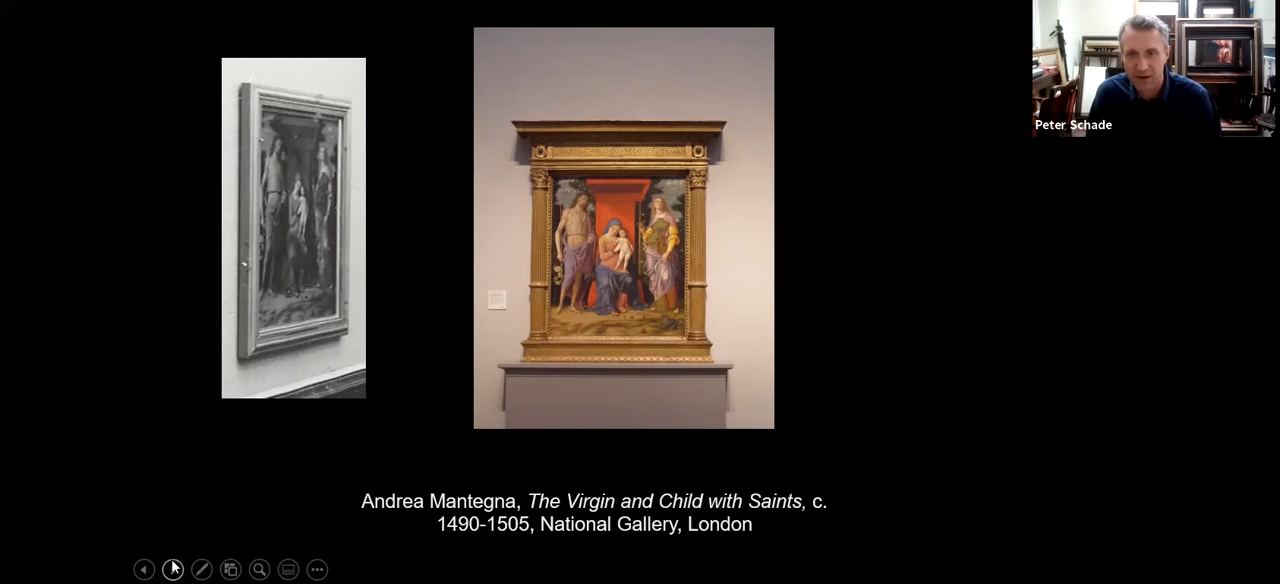 Peter Schade
Andrea Mantegna, The Virgin and Child with Saints, c.
1490-1505, National Gallery, London